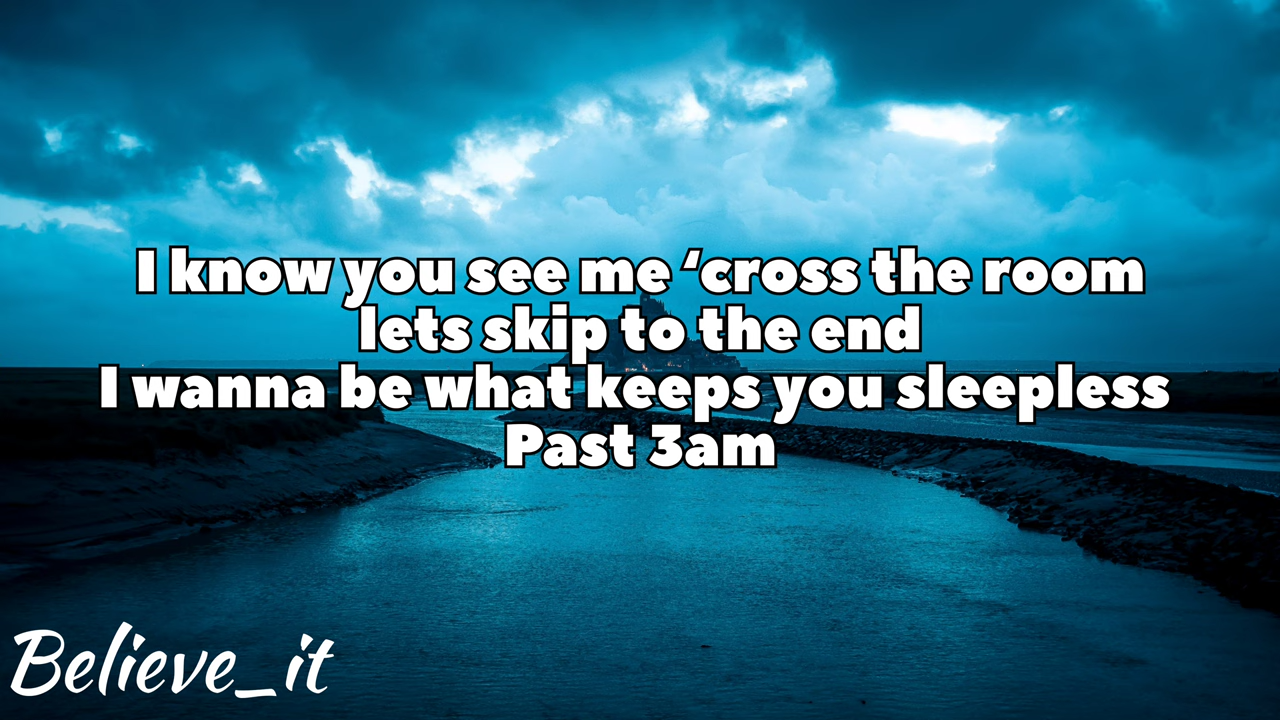 I know you see me ‘cross the room
lets skip to the end
I wanna be what keeps you sleepless
Past 3am
Believe_it